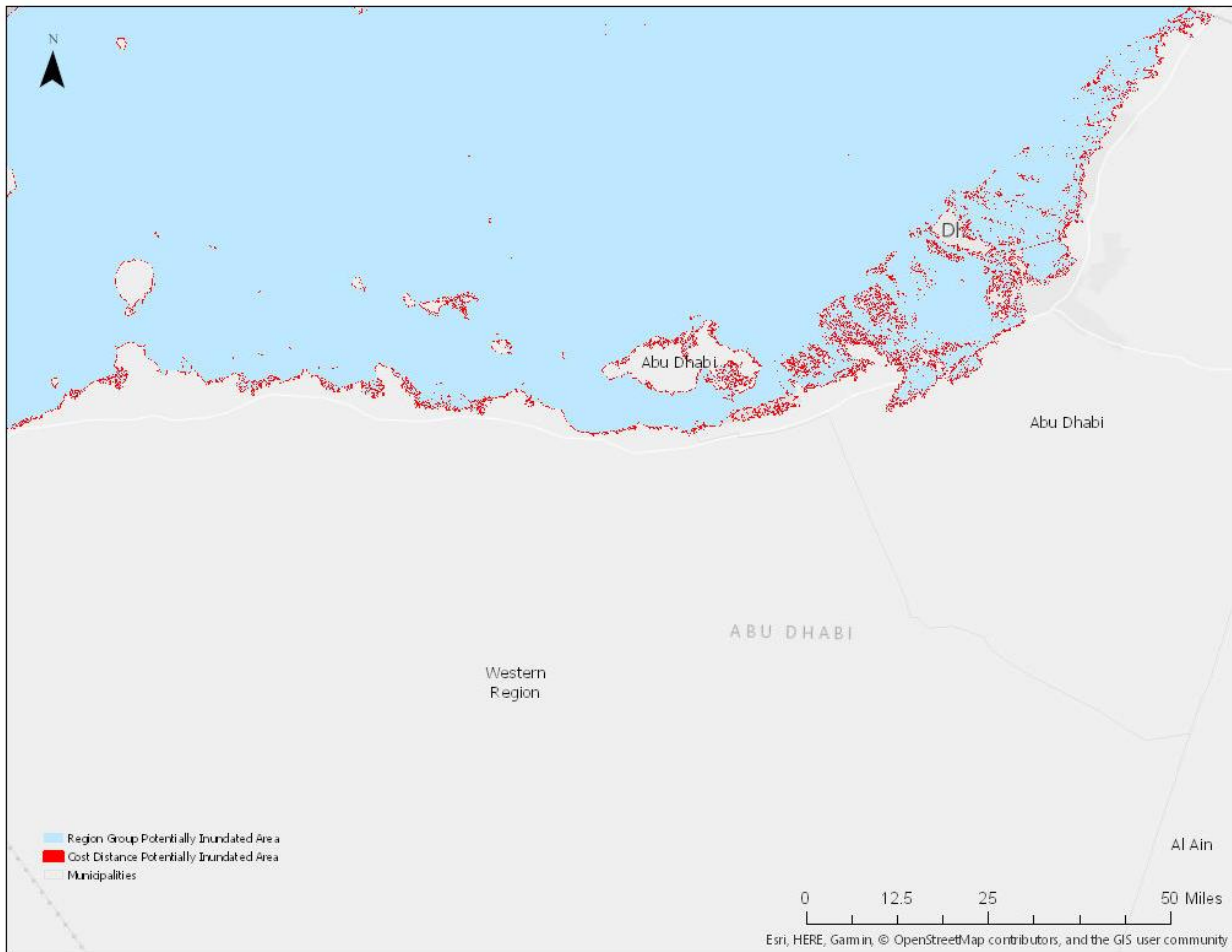 N
Dh
Abu Dhabi
Abu Dhabi
ABU DHABI
Western
Region
Al Ain
Region Group Potentially Inundated Area
Cost Distance Potentially Inundated Area
Municipalities
0 12.5 25 50 Miles
Esri, HERE, Garmin, © OpenStreetMap contributors, and the GIS user community